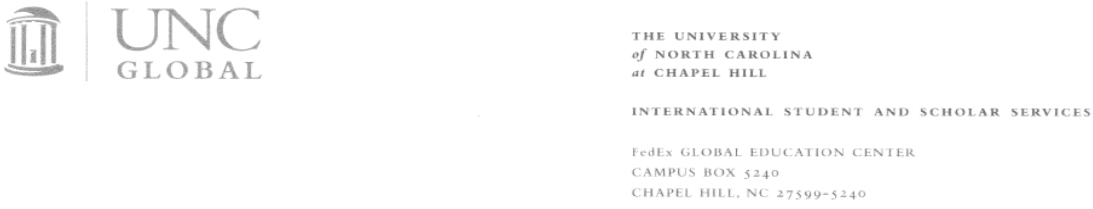 UNC
GLOBAL
THE UNIVERSITY
of NORTH CAROLINA
at CHAPEL HILL
INTERNATIONAL STUDENT AND SCHOLAR SERVICES
FedEx GLOBAL EDUCATION CENTER
CAMPUS BOX 5240
CHAPEL HILL, NC 27599-5240